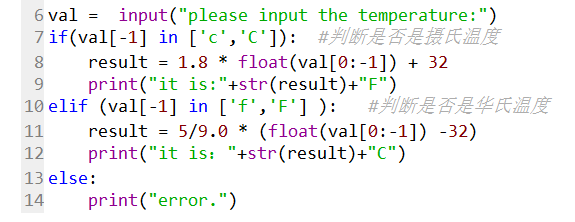 6 val =  input("please input the temperature:")
7 if(val[-1] in ['c','C']):  #判断是否是摄氏温度
8     result = 1.8 * float(val[0:-1]) + 32
9     print("it is:"+str(result)+"F")
10 elif (val[-1] in ['f','F'] ):   #判断是否是华氏温度
11     result = 5/9.0 * (float(val[0:-1]) -32)
12     print("it is："+str(result)+"C")
13 else:
14     print("error.")